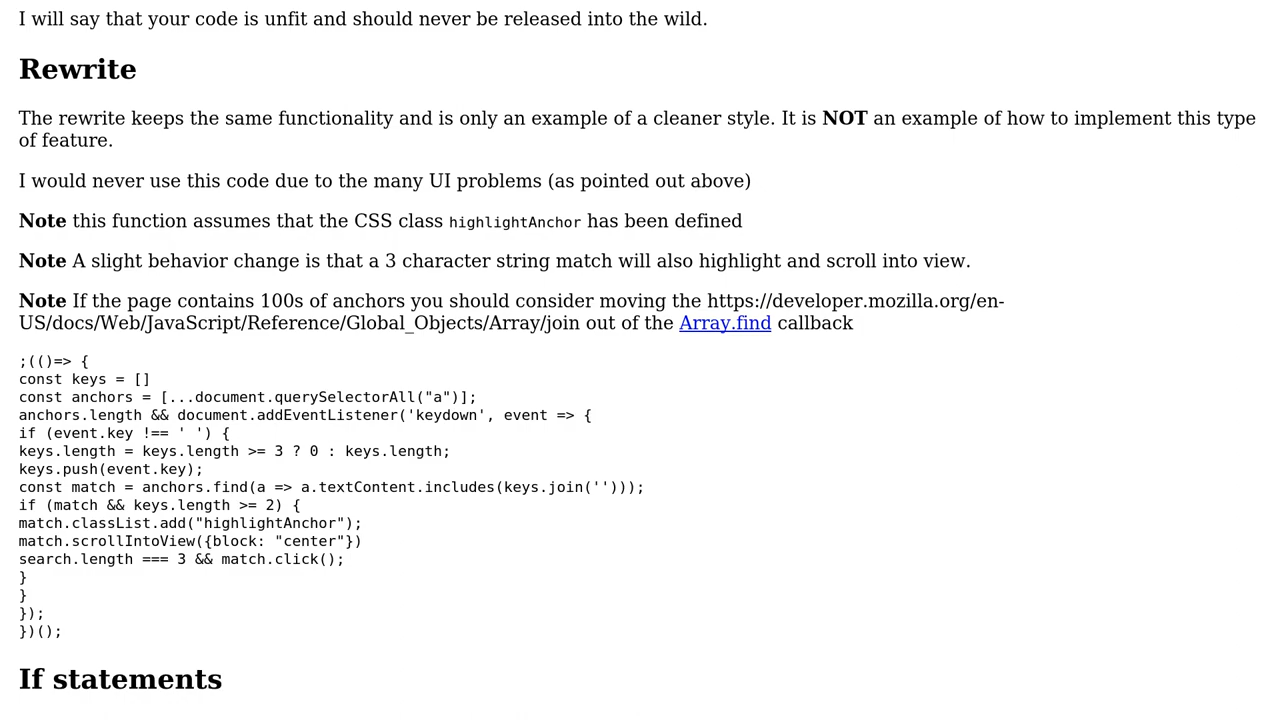 I will say that your code is unfit and should never be released into the wild.
Rewrite
The rewrite keeps the same functionality and is only an example of a cleaner style. It is NOT an example of how to implement this type
of feature.
I would never use this code due to the many UI problems (as pointed out above)
Note this function assumes that the CSS class highlightAnchor has been defined
Note A slight behavior change is that a 3 character string match will also highlight and scroll into view.
Note If the page contains 100s of anchors you should consider moving the https://developer.mozilla.org/en-
US/docs/Web/JavaScript/Reference/Global_Objects/Array/join out of the Array.find callback
;(()=> {
const keys = []
const anchors = [...document.querySelectorAll("a")];
anchors.length && document.addEventListener('keydown', event => {
if (event.key !== ' ') {
keys.length = keys.length >= 3 ? 0 : keys.length;
keys.push(event.key);
const match = anchors.find(a => a.textContent.includes(keys.join('')));
if (match && keys.length >= 2) {
match.classList.add("highlightAnchor");
match.scrollIntoView({block: "center"})
search.length === 3 && match.click();
}
}
});
})();
If statements